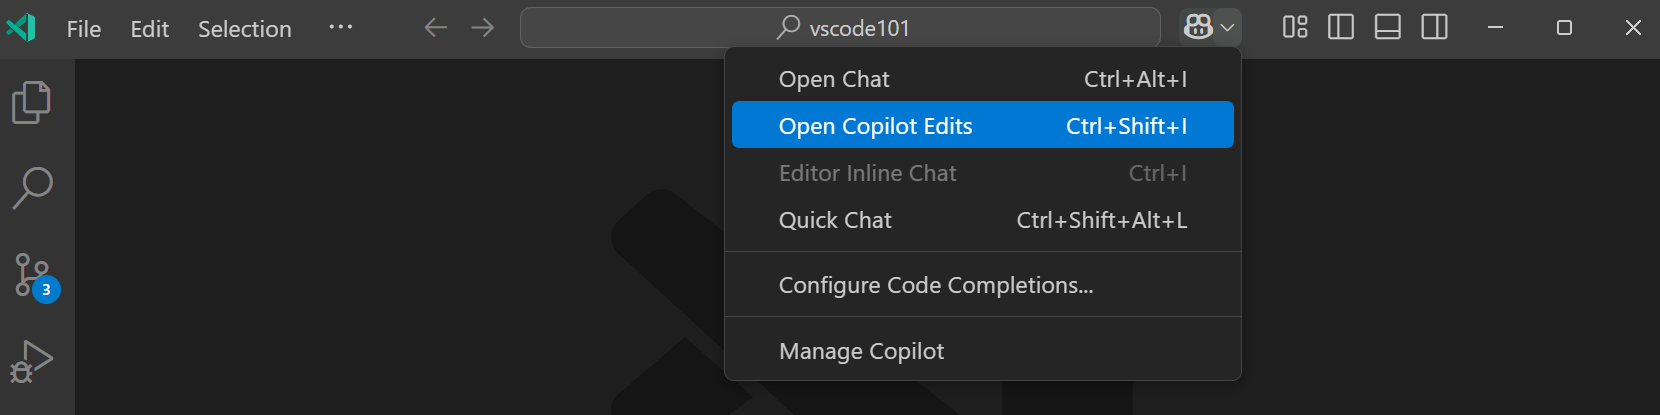 File Edit Selection ··· vscode101
Open Chat Ctrl+Alt+I
Open Copilot Edits Ctrl+Shift+I
Editor Inline Chat Ctrl+I
Quick Chat Ctrl+Shift+Alt+L
3
Configure Code Completions...
Manage Copilot